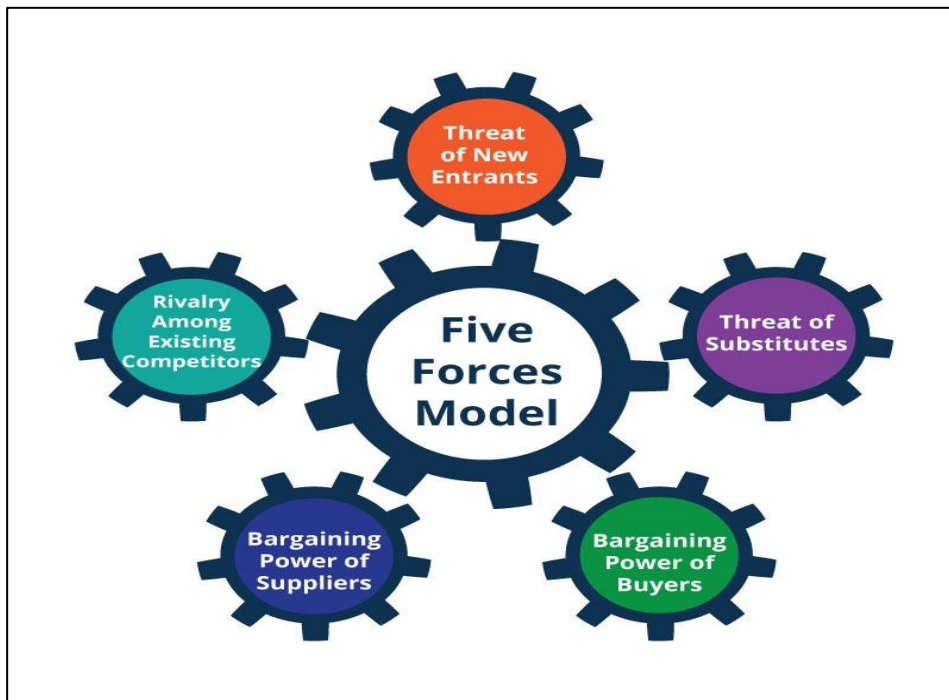 Threat
of New
Entrants
Rivalry
Among
Existing
Competitors
Five
Forces
Model
Threat of
Substitutes
Bargaining
Power of
Suppliers
Bargaining
Power of
Buyers